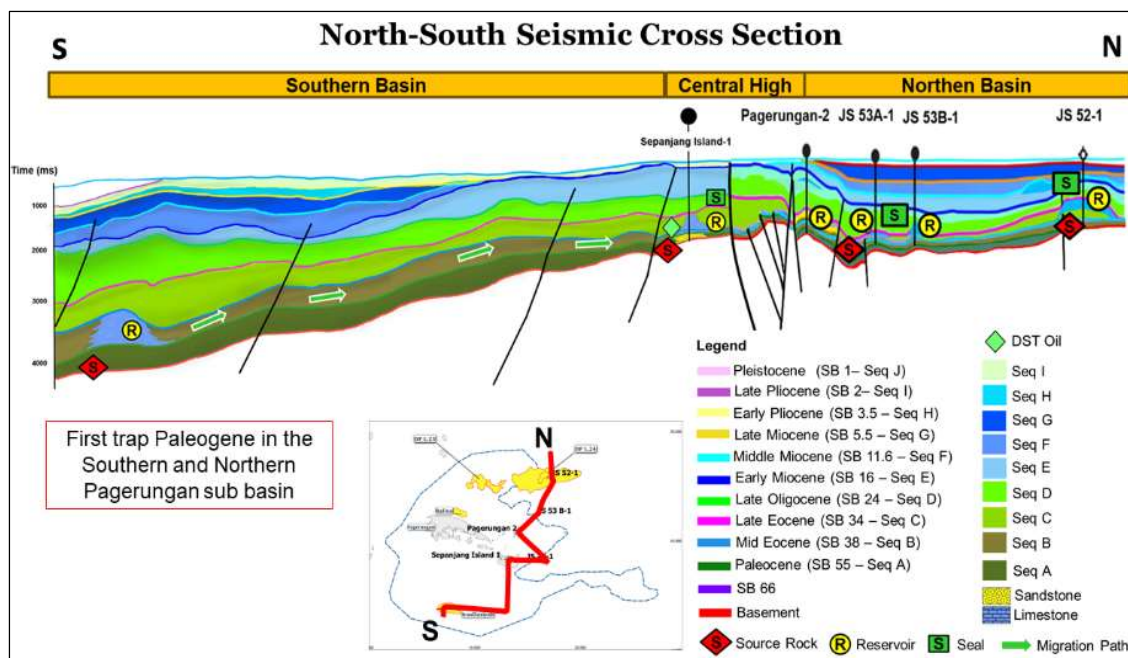 North-South Seismic Cross Section
S
N
Southern Basin
Central High
Northen Basin
Pagerungan-2
JS 53A-1
JS 53B-1
JS 52-1
Sepanjang Island-1
Time (ms)
1000
2000
3000
4000
S
R
S
S
R
R
R
S
S
R
S
R
S
First trap Paleogene in the
Southern and Northern
Pagerungan sub basin
N
S 52-1
S 53 B-1
Pagerungan 2
Sepanjang Island 1
S
Legend
Pleistocene (SB 1– Seq J)
Late Pliocene (SB 2– Seq I)
Early Pliocene (SB 3.5 – Seq H)
Late Miocene (SB 5.5 – Seq G)
Middle Miocene (SB 11.6 – Seq F)
Early Miocene (SB 16 – Seq E)
Late Oligocene (SB 24 – Seq D)
Late Eocene (SB 34 – Seq C)
Mid Eocene (SB 38 – Seq B)
Paleocene (SB 55 – Seq A)
SB 66
Basement
DST Oil
Seq I
Seq H
Seq G
Seq F
Seq E
Seq D
Seq C
Seq B
Seq A
Sandstone
Limestone
S Source Rock
R Reservoir
S Seal
Migration Path